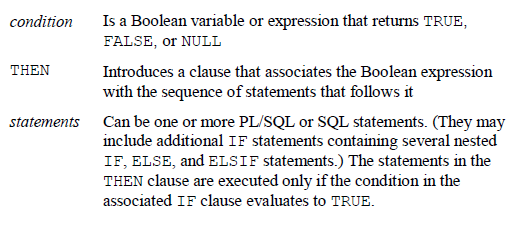 condition Is a Boolean variable or expression that returns TRUE,
FALSE, or NULL
THEN Introduces a clause that associates the Boolean expression
with the sequence of statements that follows it
statements Can be one or more PL/SQL or SQL statements. (They may
include additional IF statements containing several nested
IF, ELSE, and ELSIF statements.) The statements in the
THEN clause are executed only if the condition in the
associated IF clause evaluates to TRUE.